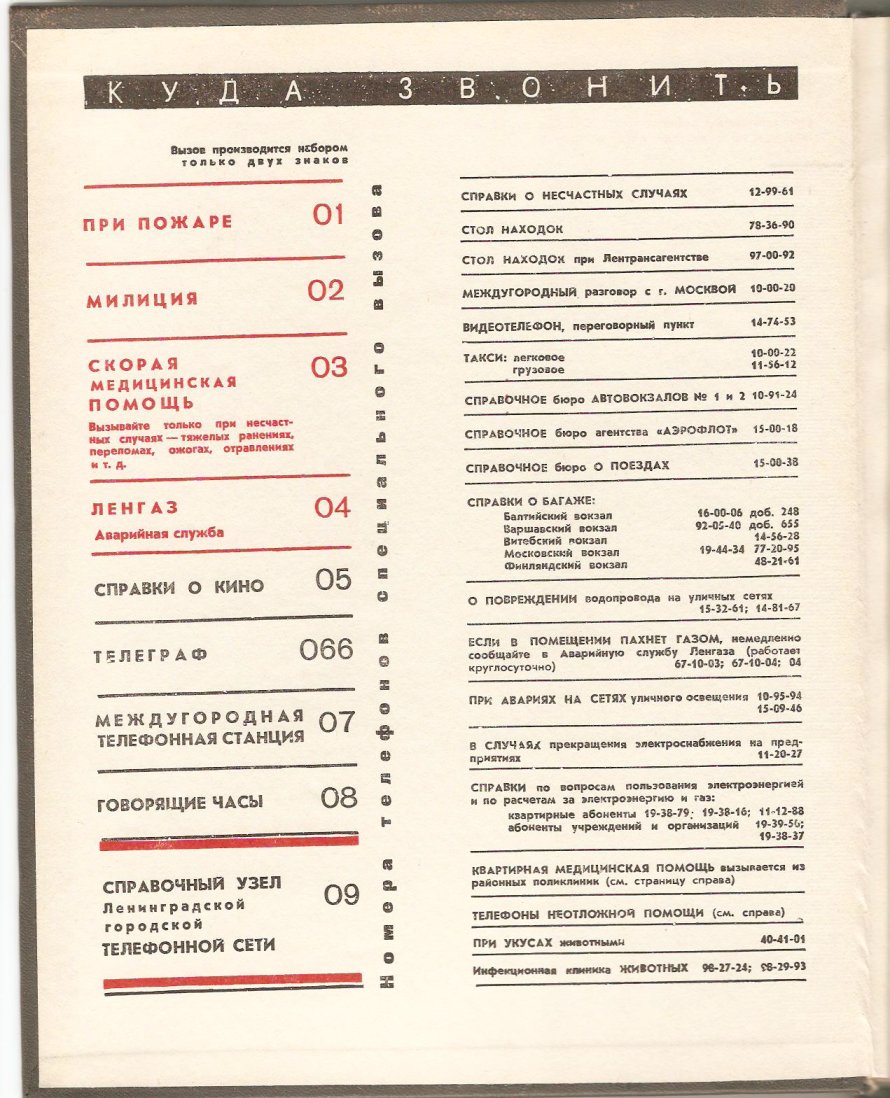 КУДА ЗВОНИТЬ
Вызов производится набором
только двух знаков
ПРИ ПОЖАРЕ 01
МИЛИЦИЯ 02
СКОРАЯ 03
МЕДИЦИНСКАЯ
ПОМОЩЬ
Вызывайте только при несчаст-
ных случаях — тяжелых ранениях,
переломах, ожогах, отравлениях
и т. д.
ЛЕНГАЗ 04
Аварийная служба
СПРАВКИ О КИНО 05
ТЕЛЕГРАФ 066
МЕЖДУГОРОДНАЯ 07
ТЕЛЕФОННАЯ СТАНЦИЯ
ГОВОРЯЩИЕ ЧАСЫ 08
СПРАВОЧНЫЙ УЗЕЛ 09
Ленинградской
городской
ТЕЛЕФОННОЙ СЕТИ
Номера телефонов специального вызова
СПРАВКИ О НЕСЧАСТНЫХ СЛУЧАЯХ 12-99-61
СТОЛ НАХОДОК 78-36-90
СТОЛ НАХОДОК при Лентрансагентстве 97-00-92
МЕЖДУГОРОДНЫЙ разговор с г. МОСКВОЙ 10-00-20
ВИДЕОТЕЛЕФОН, переговорный пункт 14-74-53
ТАКСИ: легковое 10-00-22
грузовое 11-56-12
СПРАВОЧНОЕ бюро АВТОВОКЗАЛОВ № 1 и 2 10-91-24
СПРАВОЧНОЕ бюро агентства «АЭРОФЛОТ» 15-00-18
СПРАВОЧНОЕ бюро О ПОЕЗДАХ 15-00-38
СПРАВКИ О БАГАЖЕ:
Балтийский вокзал 16-00-06 доб. 248
Варшавский вокзал 92-05-40 доб. 655
Витебский вокзал 14-56-28
Московский вокзал 19-44-34 77-20-95
Финляндский вокзал 48-21-61
О ПОВРЕЖДЕНИИ водопровода на уличных сетях
15-32-61; 14-81-67
ЕСЛИ В ПОМЕЩЕНИИ ПАХНЕТ ГАЗОМ, немедленно
сообщайте в Аварийную службу Ленгаза (работает
круглосуточно) 67-10-03; 67-10-04; 04
ПРИ АВАРИЯХ НА СЕТЯХ уличного освещения 10-95-94
15-09-46
В СЛУЧАЯХ прекращения электроснабжения на пред-
приятиях 11-20-27
СПРАВКИ по вопросам пользования электроэнергией
и по расчетам за электроэнергию и газ:
квартирные абоненты 19-38-79; 19-38-16; 11-12-88
абоненты учреждений и организаций 19-39-56;
19-38-37
КВАРТИРНАЯ МЕДИЦИНСКАЯ ПОМОЩЬ вызывается из
районных поликлиник (см. страницу справа)
ТЕЛЕФОНЫ НЕОТЛОЖНОЙ ПОМОЩИ (см. справа)
ПРИ УКУСАХ животными 40-41-01
Инфекционная клиника ЖИВОТНЫХ 98-27-24; 98-29-93